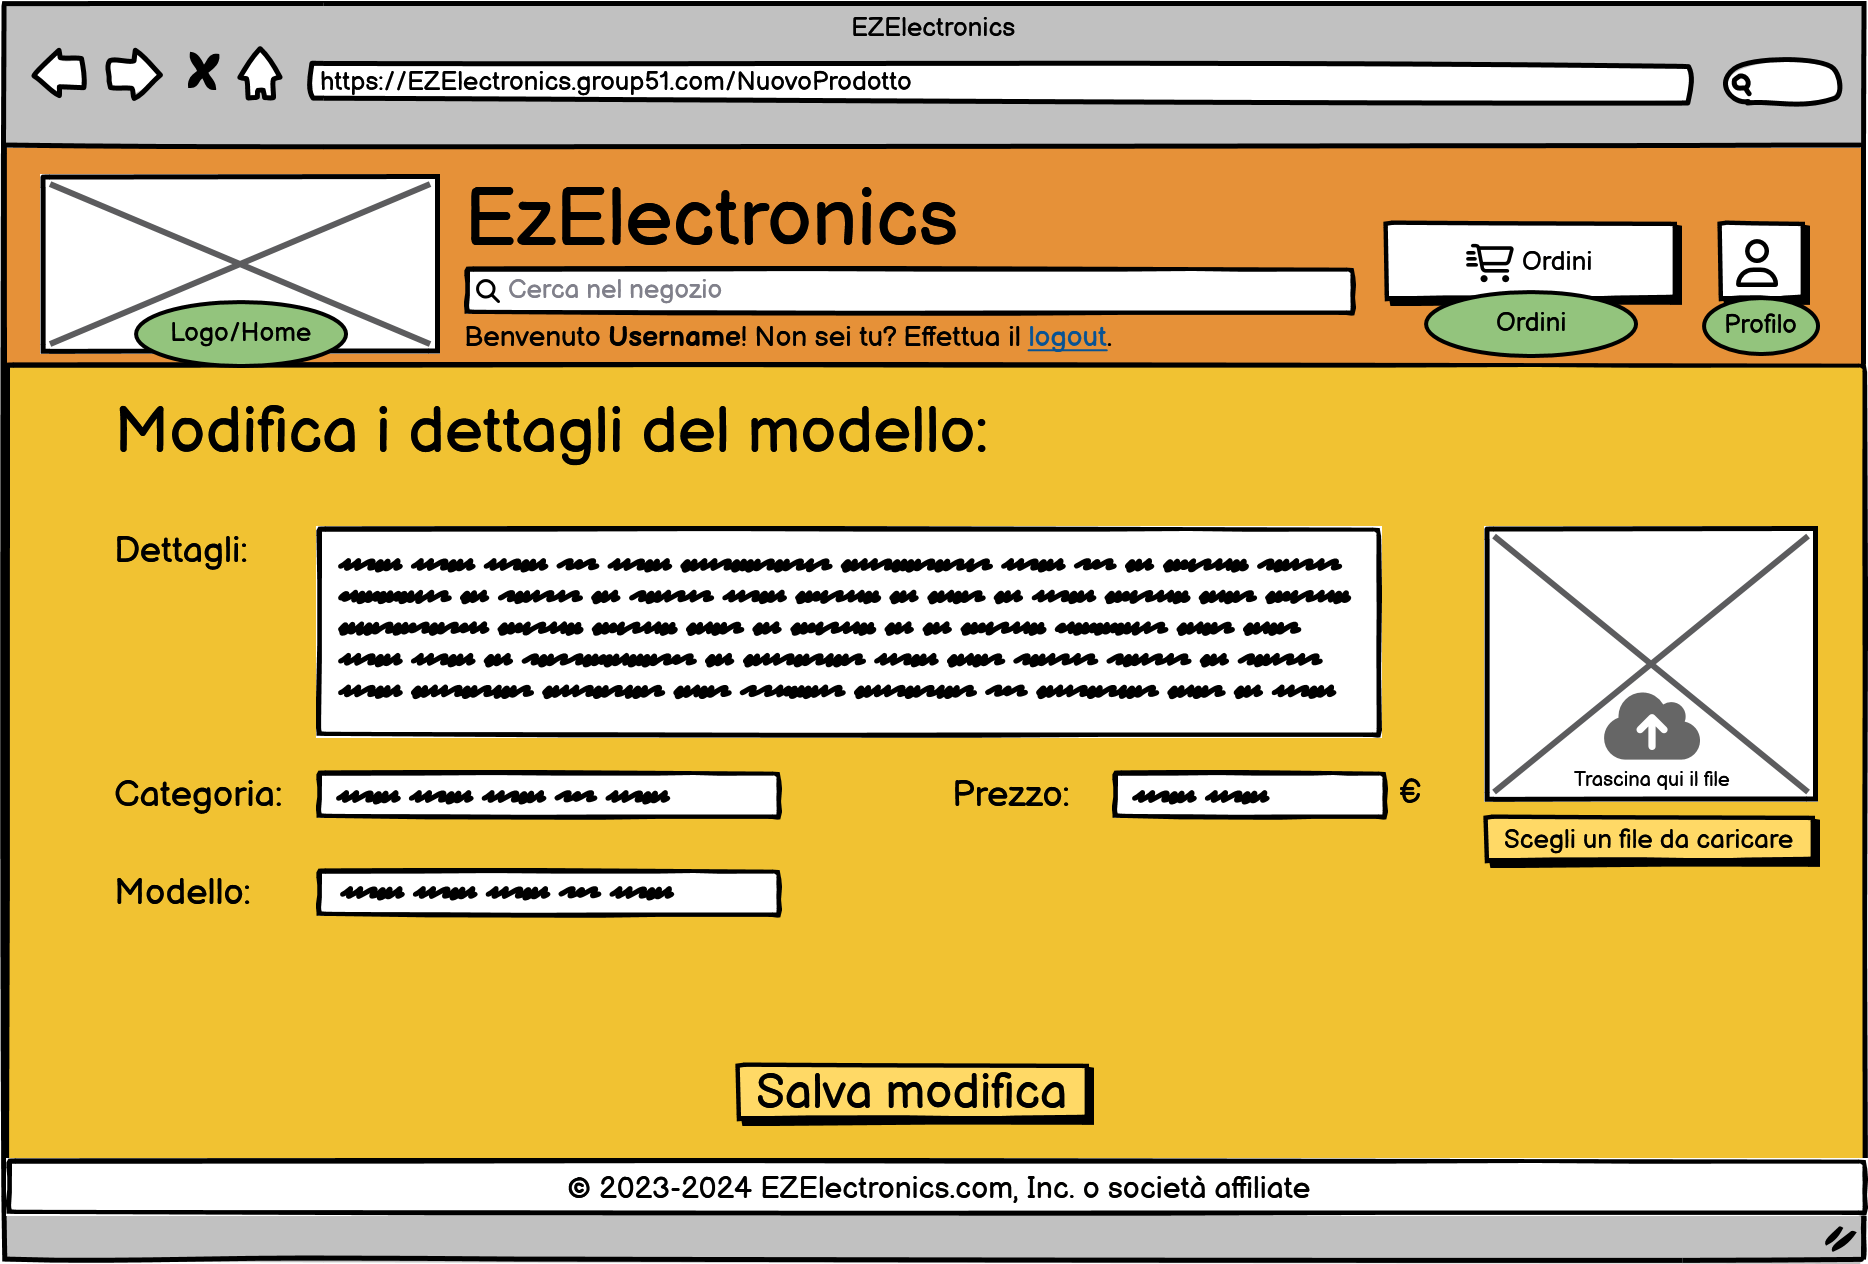 EZElectronics
https://EZElectronics.group51.com/NuovoProdotto
EzElectronics
Cerca nel negozio
Benvenuto Username! Non sei tu? Effettua il logout.
Logo/Home
Ordini
Ordini
Profilo
Modifica i dettagli del modello:
Dettagli:
Trascina qui il file
Scegli un file da caricare
Categoria:
Prezzo:
€
Modello:
Salva modifica
© 2023-2024 EZElectronics.com, Inc. o società affiliate